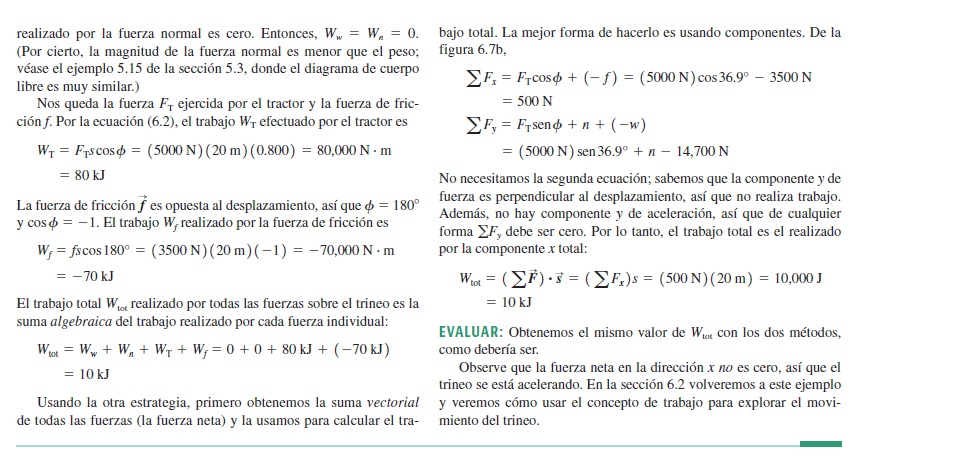 realizado por la fuerza normal es cero. Entonces, W_w = W_n = 0.
(Por cierto, la magnitud de la fuerza normal es menor que el peso;
véase el ejemplo 5.15 de la sección 5.3, donde el diagrama de cuerpo
libre es muy similar.)
Nos queda la fuerza F_T ejercida por el tractor y la fuerza de fric-
ción f. Por la ecuación (6.2), el trabajo W_T efectuado por el tractor es
W_T = F_T s cos ϕ = (5000 N)(20 m)(0.800) = 80,000 N · m
= 80 kJ
La fuerza de fricción f⃗ es opuesta al desplazamiento, así que ϕ = 180°
y cos ϕ = −1. El trabajo W_f realizado por la fuerza de fricción es
W_f = fs cos 180° = (3500 N)(20 m)(−1) = −70,000 N · m
= −70 kJ
El trabajo total W_tot realizado por todas las fuerzas sobre el trineo es la
suma algebraica del trabajo realizado por cada fuerza individual:
W_tot = W_w + W_n + W_T + W_f = 0 + 0 + 80 kJ + (−70 kJ)
= 10 kJ
Usando la otra estrategia, primero obtenemos la suma vectorial
de todas las fuerzas (la fuerza neta) y la usamos para calcular el tra-
bajo total. La mejor forma de hacerlo es usando componentes. De la
figura 6.7b,
∑F_x = F_T cos ϕ + (−f) = (5000 N) cos 36.9° − 3500 N
= 500 N
∑F_y = F_T sen ϕ + n + (−w)
= (5000 N) sen 36.9° + n − 14,700 N
No necesitamos la segunda ecuación; sabemos que la componente y de
fuerza es perpendicular al desplazamiento, así que no realiza trabajo.
Además, no hay componente y de aceleración, así que de cualquier
forma ∑F_y debe ser cero. Por lo tanto, el trabajo total es el realizado
por la componente x total:
W_tot = (∑F⃗) · s⃗ = (∑F_x)s = (500 N)(20 m) = 10,000 J
= 10 kJ
EVALUAR: Obtenemos el mismo valor de W_tot con los dos métodos,
como debería ser.
Observe que la fuerza neta en la dirección x no es cero, así que el
trineo se está acelerando. En la sección 6.2 volveremos a este ejemplo
y veremos cómo usar el concepto de trabajo para explorar el movi-
miento del trineo.